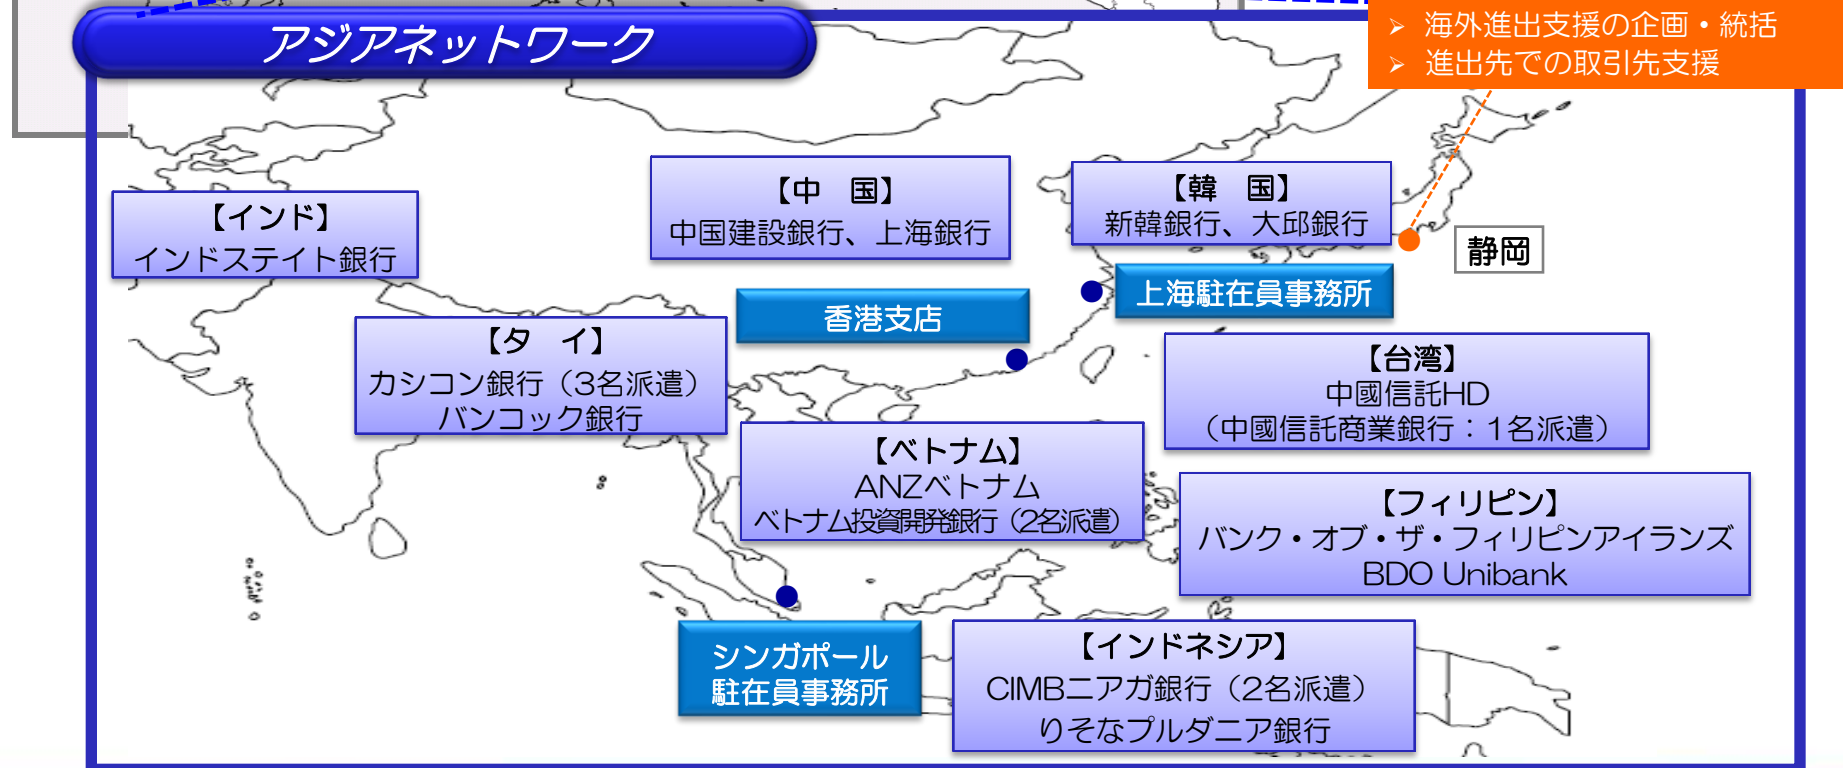 アジアネットワーク
➢ 海外進出支援の企画・統括
➢ 進出先での取引先支援
【インド】
インドステイト銀行
【中　国】
中国建設銀行、上海銀行
【韓　国】
新韓銀行、大邱銀行
静岡
上海駐在員事務所
香港支店
【タ　イ】
カシコン銀行（3名派遣）
バンコック銀行
【台湾】
中國信託HD
（中國信託商業銀行：1名派遣）
【ベトナム】
ANZベトナム
ベトナム投資開発銀行（2名派遣）
【フィリピン】
バンク・オブ・ザ・フィリピンアイランズ
BDO Unibank
シンガポール
駐在員事務所
【インドネシア】
CIMBニアガ銀行（2名派遣）
りそなプルダニア銀行